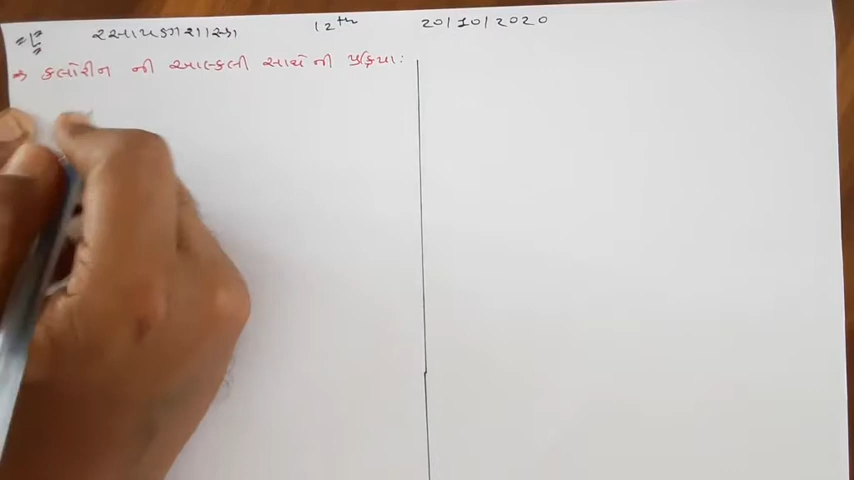 રસાયણશાસ્ત્ર 12th 20/10/2020
⇒ ક્લોરીન ની આલ્કલી સાથે ની પ્રક્રિયા: